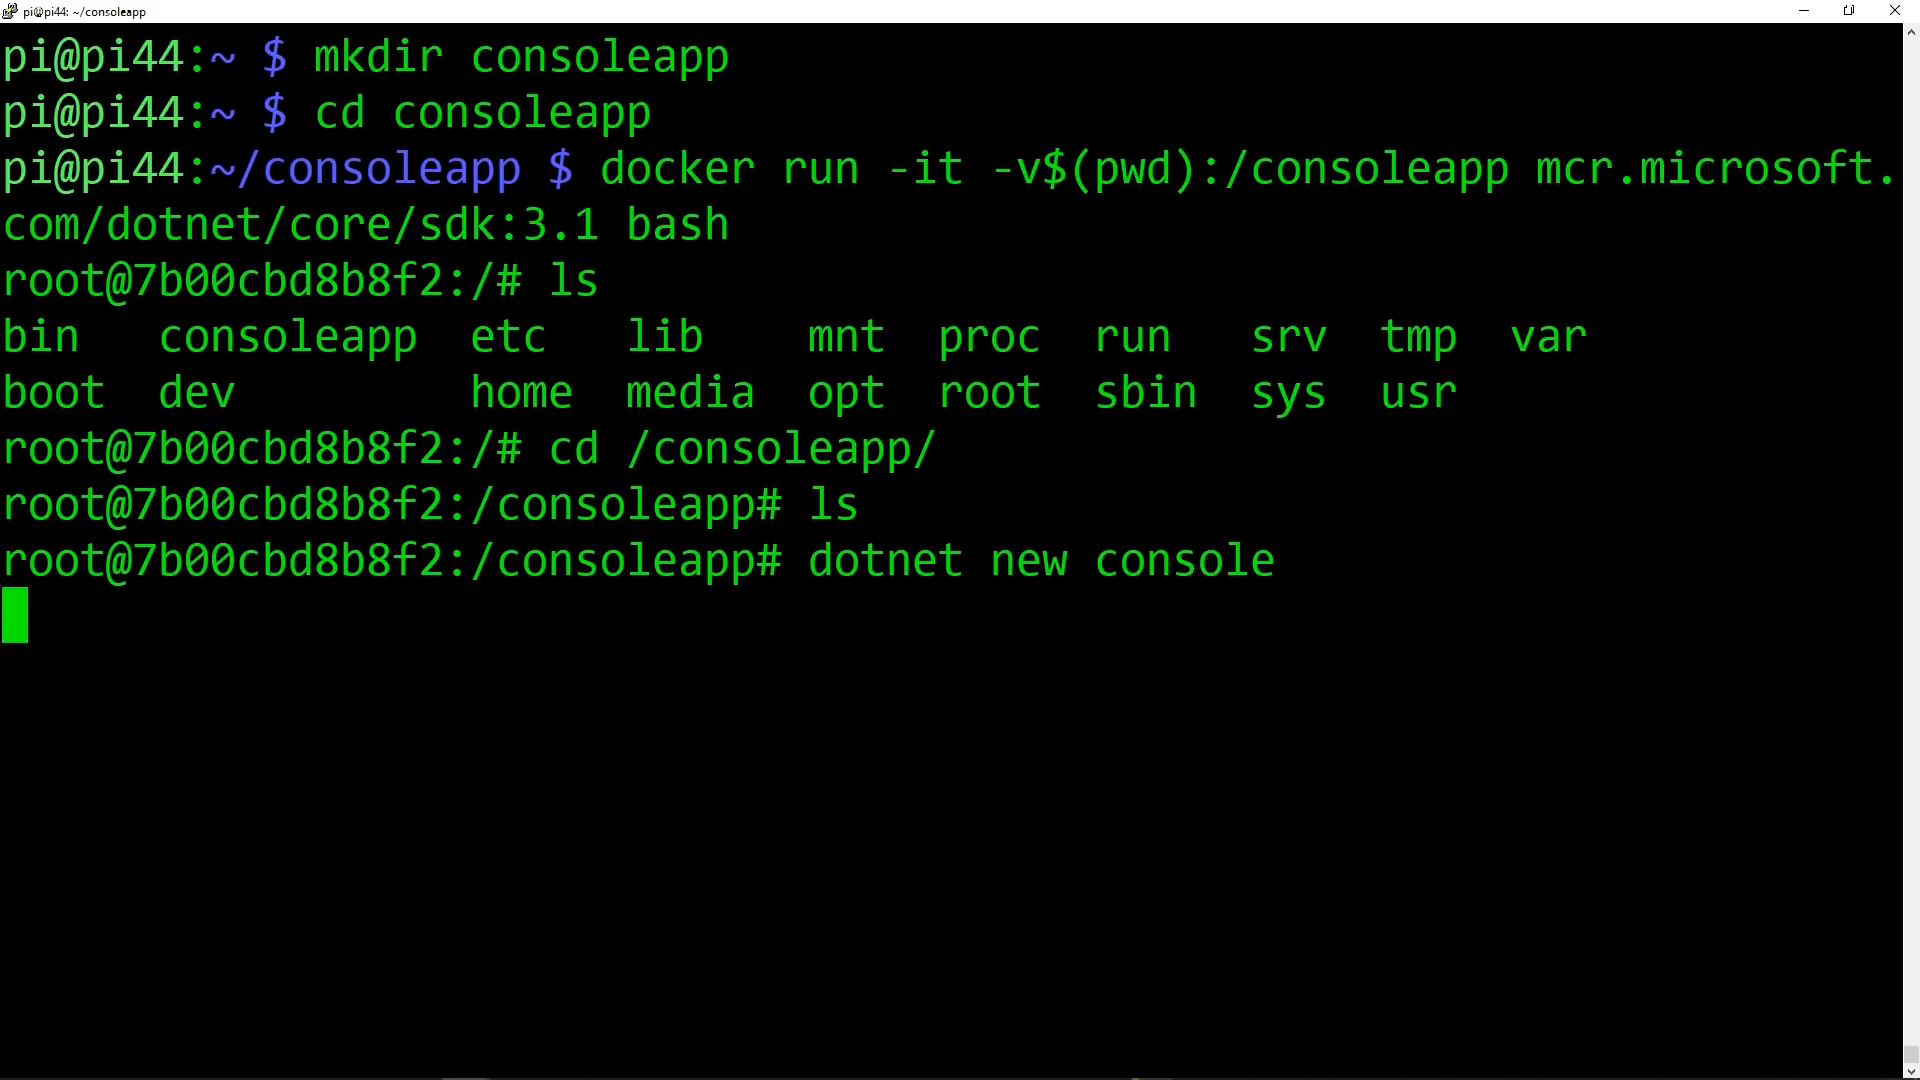 pi@pi44: ~/consoleapp
pi@pi44:~ $ mkdir consoleapp
pi@pi44:~ $ cd consoleapp
pi@pi44:~/consoleapp $ docker run -it -v$(pwd):/consoleapp mcr.microsoft.
com/dotnet/core/sdk:3.1 bash
root@7b00cbd8b8f2:/# ls
bin   consoleapp  etc   lib    mnt  proc  run   srv  tmp  var
boot  dev         home  media  opt  root  sbin  sys  usr
root@7b00cbd8b8f2:/# cd /consoleapp/
root@7b00cbd8b8f2:/consoleapp# ls
root@7b00cbd8b8f2:/consoleapp# dotnet new console